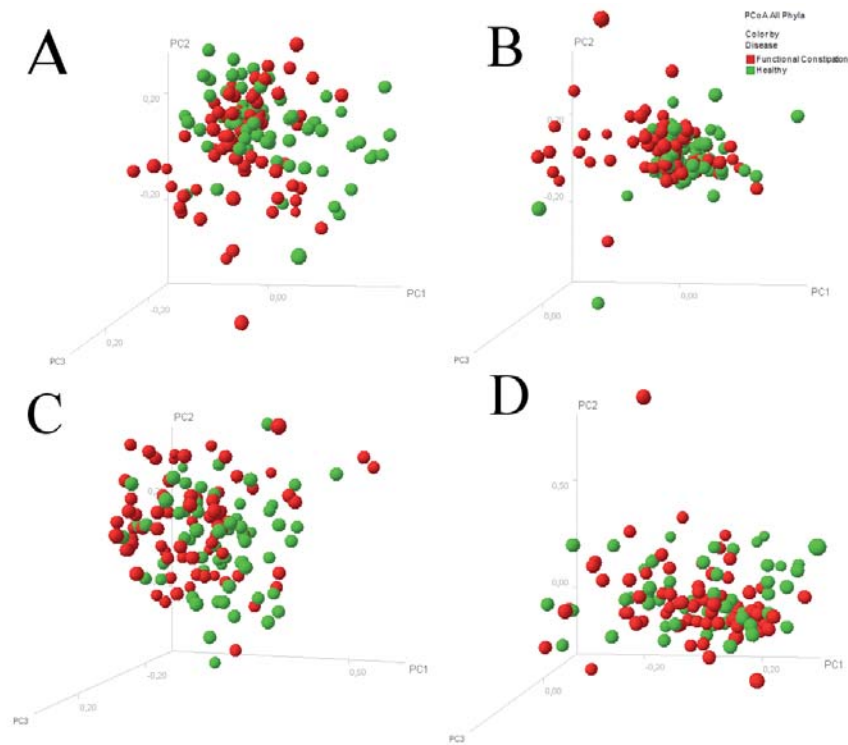 A
PC2
0,20
-0,20
0,00
PC1
-0,20
0,20
PC3
B
PC2
-0,20
0,00
PC1
0,00
PC3
PCoA All Phyla
Color by
Disease
Functional Constipation
Healthy
C
PC2
-0,20
0,50
PC1
0,20
PC3
D
PC2
0,50
0,00
-0,20
0,20
PC1
0,00
PC3